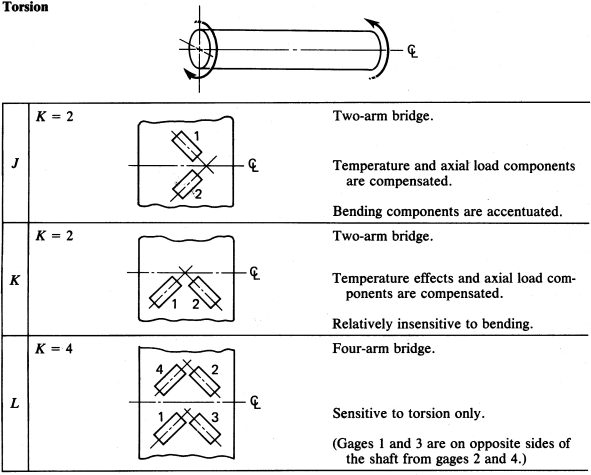 Torsion
℄
J
K = 2
1
2
℄
Two-arm bridge.
Temperature and axial load components
are compensated.
Bending components are accentuated.
K
K = 2
1 2
℄
Two-arm bridge.
Temperature effects and axial load com-
ponents are compensated.
Relatively insensitive to bending.
L
K = 4
4 2
1 3
℄
Four-arm bridge.
Sensitive to torsion only.
(Gages 1 and 3 are on opposite sides of
the shaft from gages 2 and 4.)